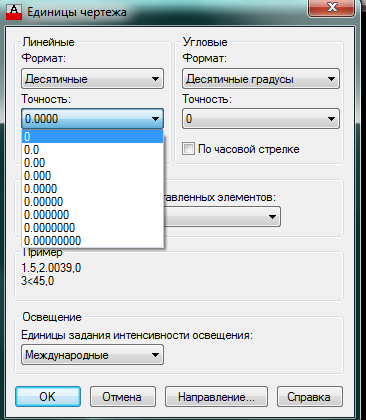 Единицы чертежа
Линейные
Формат:
Десятичные
Точность:
0.0000
0
0.0
0.00
0.000
0.0000
0.00000
0.000000
0.0000000
0.00000000
Угловые
Формат:
Десятичные градусы
Точность:
0
По часовой стрелке
элементов:
Пример
1.5,2.0039,0
3<45,0
Освещение
Единицы задания интенсивности освещения:
Международные
OK
Отмена
Направление...
Справка